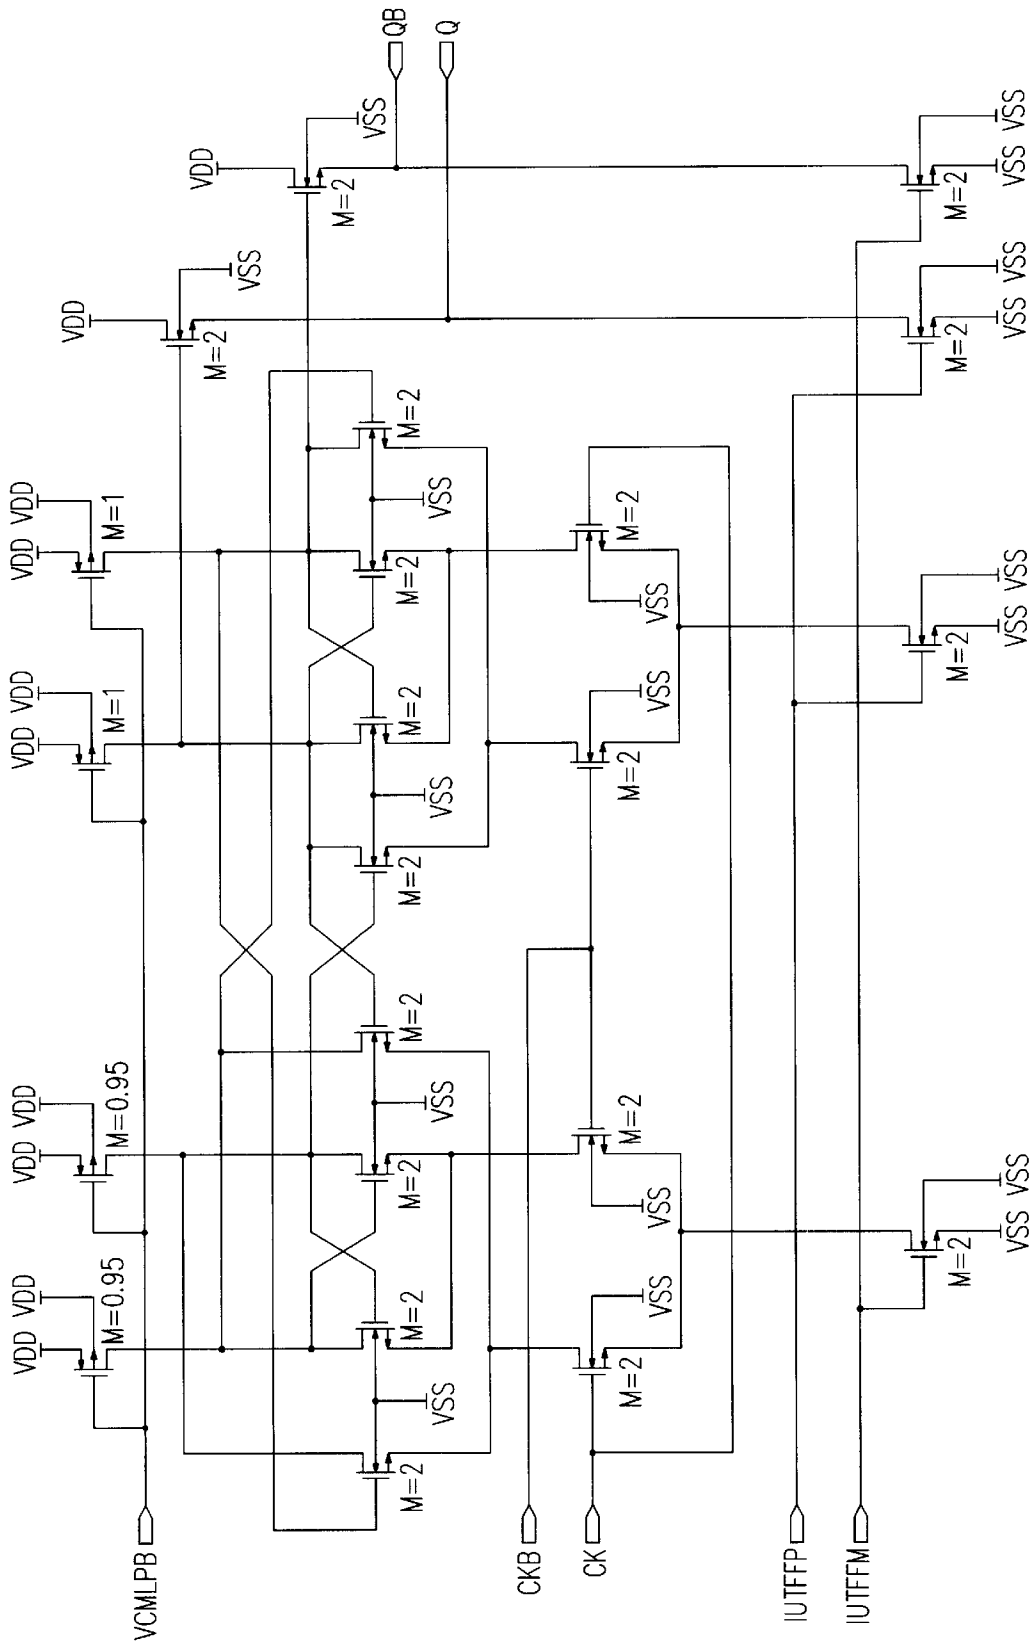 VDD VDD VDD VDD VDD VDD VDD VDD
VDD
M=0.95 M=0.95 M=1 M=1
VCMLPB
VDD
M=2
VSS
M=2
VSS
QB
M=2 M=2 M=2 M=2 M=2 M=2 M=2 M=2
VSS VSS VSS VSS
Q
CKB
CK
M=2 M=2 M=2 M=2
VSS VSS VSS VSS
IUTFFP
IUTFFM
M=2 M=2 M=2 M=2
VSS VSS VSS VSS VSS VSS VSS VSS